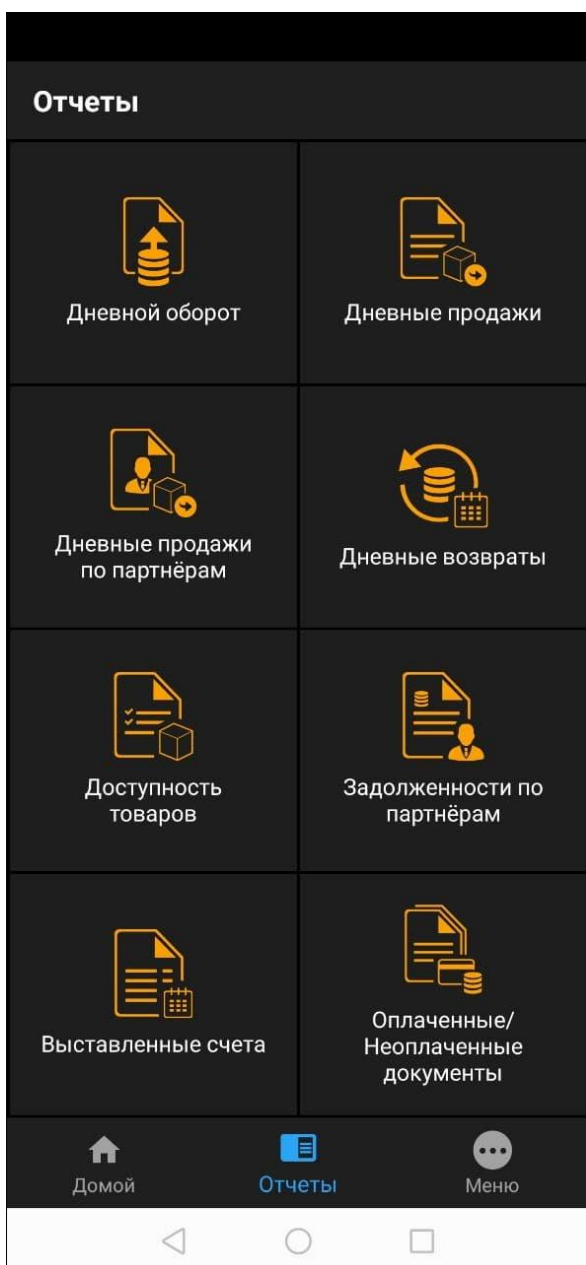 Отчеты
Дневной оборот
Дневные продажи
Дневные продажи
по партнёрам
Дневные возвраты
Доступность
товаров
Задолженности по
партнёрам
Выставленные счета
Оплаченные/
Неоплаченные
документы
Домой
Отчеты
Меню